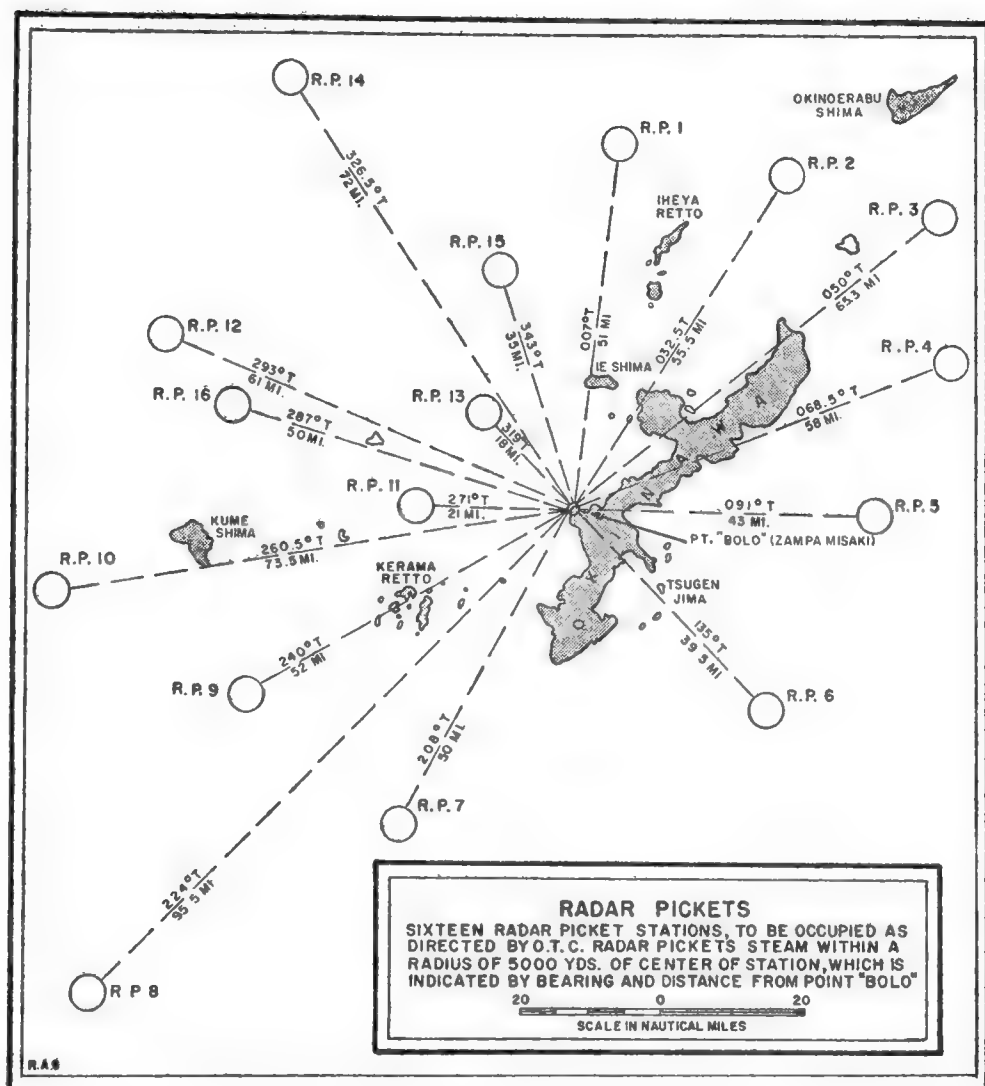 R.P. 14
OKINOERABU
SHIMA
R.P. 1
R.P. 2
326.5° T
72 MI.
IHEYA
RETTO
R.P. 3
R.P. 15
050° T
65.3 MI
R.P. 12
343° T
35 MI.
007° T
51 MI
032.5 T
55.5 MI
R.P. 4
293° T
61 MI.
IE SHIMA
R.P. 16
R.P. 13
287° T
50 MI.
319° T
18 MI.
068.5° T
58 MI.
R.P. 11
271° T
21 MI.
OKINAWA
091° T
43 MI.
R.P. 5
KUME
SHIMA
PT. "BOLO" (ZAMPA MISAKI)
260.5° T
73.5 MI.
R.P. 10
KERAMA
RETTO
TSUGEN
JIMA
240° T
52 MI
135° T
39.5 MI
R.P. 9
R.P. 6
208° T
50 MI.
R.P. 7
224° T
95.5 MI
R P 8
RADAR PICKETS
SIXTEEN RADAR PICKET STATIONS, TO BE OCCUPIED AS
DIRECTED BY O.T.C. RADAR PICKETS STEAM WITHIN A
RADIUS OF 5000 YDS. OF CENTER OF STATION, WHICH IS
INDICATED BY BEARING AND DISTANCE FROM POINT "BOLO"
20 0 20
SCALE IN NAUTICAL MILES